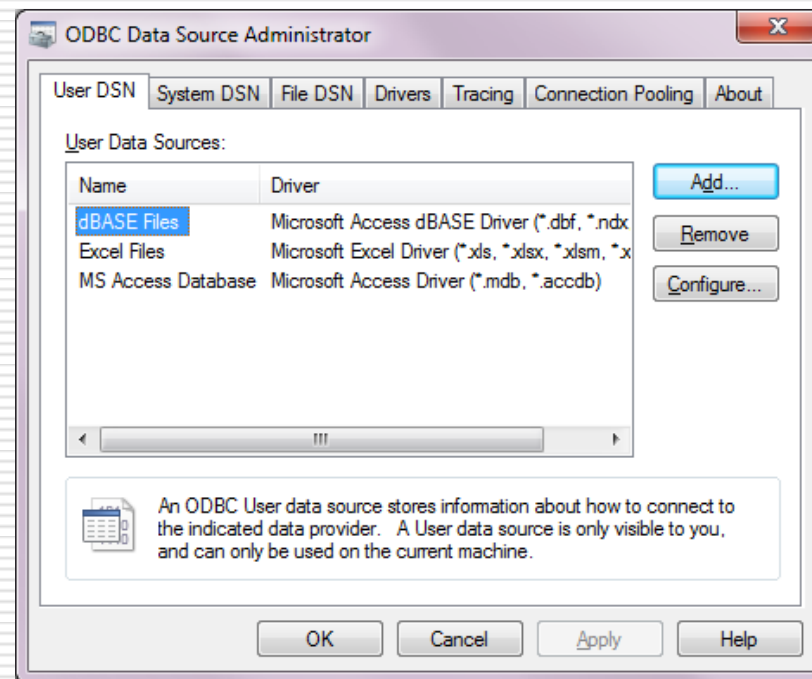 ODBC Data Source Administrator
User DSN System DSN File DSN Drivers Tracing Connection Pooling About
User Data Sources:
Name Driver
dBASE Files Microsoft Access dBASE Driver (*.dbf, *.ndx
Excel Files Microsoft Excel Driver (*.xls, *.xlsx, *.xlsm, *.x
MS Access Database Microsoft Access Driver (*.mdb, *.accdb)
Add...
Remove
Configure...
An ODBC User data source stores information about how to connect to
the indicated data provider. A User data source is only visible to you,
and can only be used on the current machine.
OK Cancel Apply Help